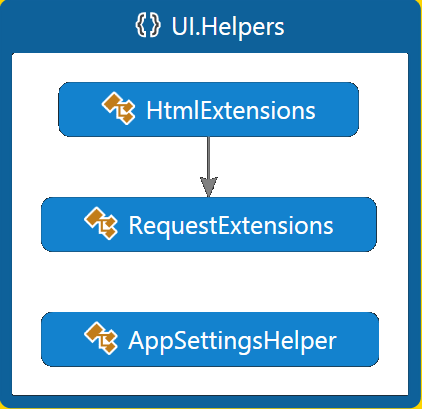 {} UI.Helpers
HtmlExtensions
RequestExtensions
AppSettingsHelper